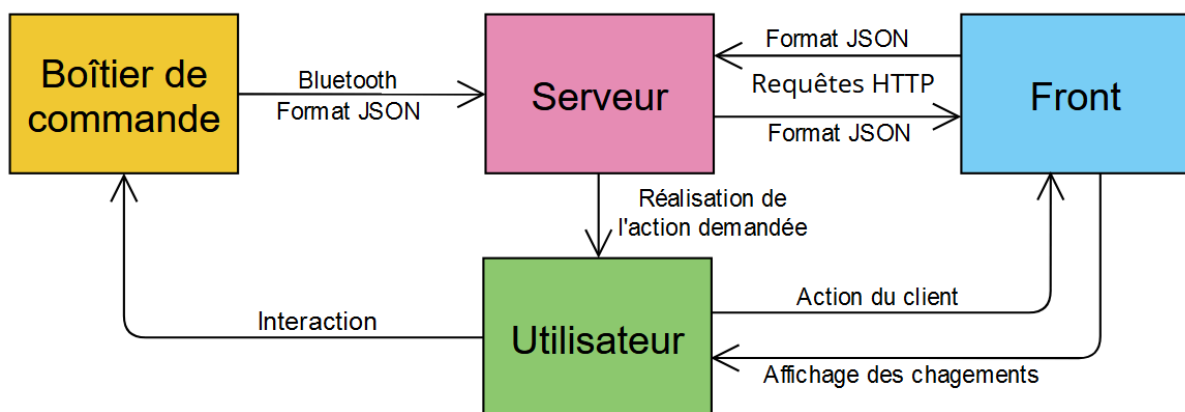 Boîtier de
commande
Bluetooth
Format JSON
Serveur
Format JSON
Requêtes HTTP
Format JSON
Front
Réalisation de
l'action demandée
Interaction
Utilisateur
Action du client
Affichage des chagements